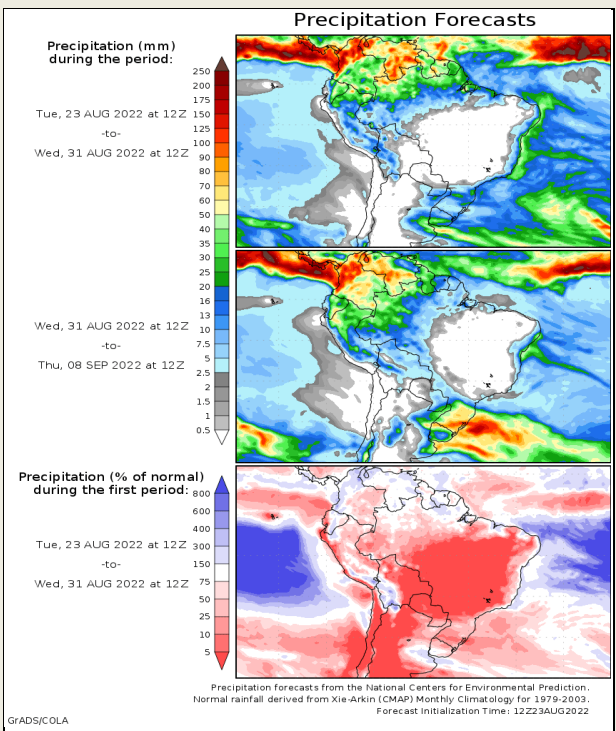 Precipitation Forecasts
Precipitation (mm)
during the period:
Tue, 23 AUG 2022 at 12Z
-to-
Wed, 31 AUG 2022 at 12Z
250
200
175
150
125
100
90
80
70
60
50
40
35
30
25
20
16
13
10
7.5
5
2.5
2
1.5
1
0.5
Wed, 31 AUG 2022 at 12Z
-to-
Thu, 08 SEP 2022 at 12Z
Precipitation (% of normal)
during the first period:
Tue, 23 AUG 2022 at 12Z
-to-
Wed, 31 AUG 2022 at 12Z
800
600
400
300
150
75
50
25
10
5
Precipitation forecasts from the National Centers for Environmental Prediction.
Normal rainfall derived from Xie-Arkin (CMAP) Monthly Climatology for 1979-2003.
Forecast Initialization Time: 12Z23AUG2022
GrADS/COLA